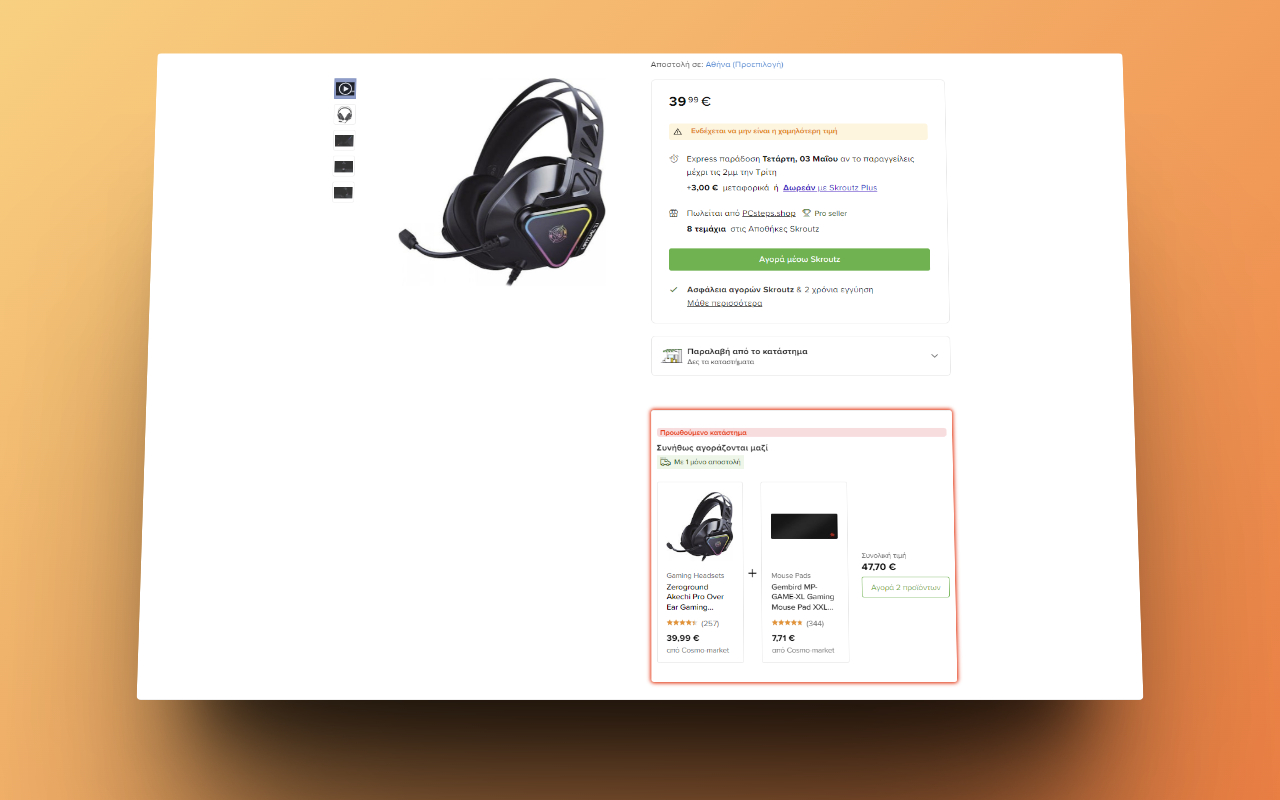 Αποστολή σε: Αθήνα (Προεπιλογή)
39 99 €
Ενδέχεται να μην είναι η χαμηλότερη τιμή
Express παράδοση Τετάρτη, 03 Μαΐου αν το παραγγείλεις
μέχρι τις 2μμ την Τρίτη
+3,00 € μεταφορικά ή Δωρεάν με Skroutz Plus
Πωλείται από PCsteps.shop Pro seller
8 τεμάχια στις Αποθήκες Skroutz
Αγορά μέσω Skroutz
Ασφάλεια αγορών Skroutz & 2 χρόνια εγγύηση
Μάθε περισσότερα
Παραλαβή από το κατάστημα
Δες τα καταστήματα
Προωθούμενο κατάστημα
Συνήθως αγοράζονται μαζί
Με 1 μόνο αποστολή
Gaming Headsets
Zeroground
Akechi Pro Over
Ear Gaming...
(257)
39,99 €
από Cosmo market
+
Mouse Pads
Gembird MP-
GAME-XL Gaming
Mouse Pad XXL...
(344)
7,71 €
από Cosmo market
Συνολική τιμή
47,70 €
Αγορά 2 προϊόντων